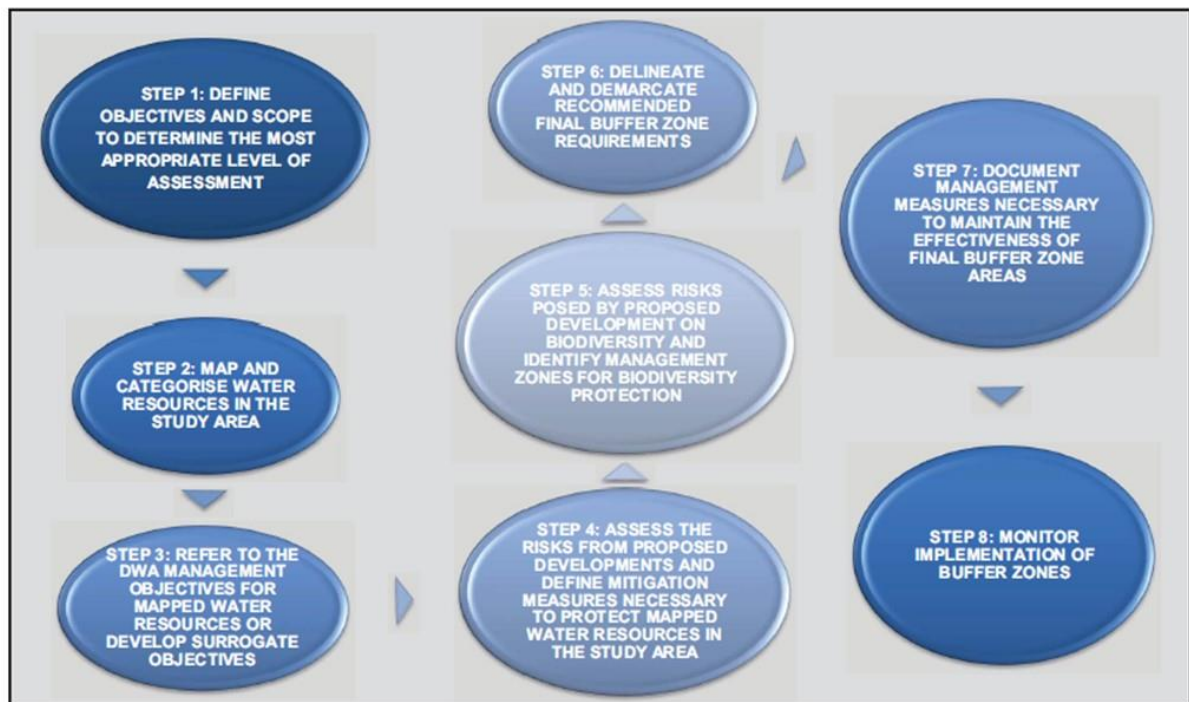 STEP 1: DEFINE
OBJECTIVES AND SCOPE
TO DETERMINE THE MOST
APPROPRIATE LEVEL OF
ASSESSMENT
STEP 2: MAP AND
CATEGORISE WATER
RESOURCES IN THE
STUDY AREA
STEP 3: REFER TO THE
DWA MANAGEMENT
OBJECTIVES FOR
MAPPED WATER
RESOURCES OR
DEVELOP SURROGATE
OBJECTIVES
STEP 4: ASSESS THE
RISKS FROM PROPOSED
DEVELOPMENTS AND
DEFINE MITIGATION
MEASURES NECESSARY
TO PROTECT MAPPED
WATER RESOURCES IN
THE STUDY AREA
STEP 5: ASSESS RISKS
POSED BY PROPOSED
DEVELOPMENT ON
BIODIVERSITY AND
IDENTIFY MANAGEMENT
ZONES FOR BIODIVERSITY
PROTECTION
STEP 6: DELINEATE
AND DEMARCATE
RECOMMENDED
FINAL BUFFER ZONE
REQUIREMENTS
STEP 7: DOCUMENT
MANAGEMENT
MEASURES NECESSARY
TO MAINTAIN THE
EFFECTIVENESS OF
FINAL BUFFER ZONE
AREAS
STEP 8: MONITOR
IMPLEMENTATION OF
BUFFER ZONES